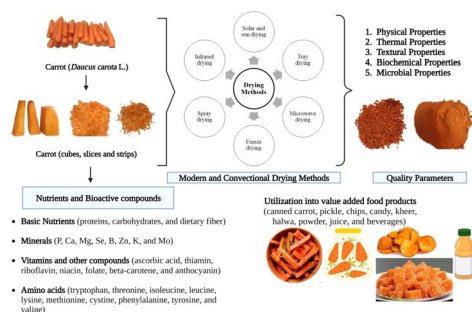 Carrot (Daucus carota L.)
Carrot (cubes, slices and strips)
Nutrients and Bioactive compounds
• Basic Nutrients (proteins, carbohydrates, and dietary fiber)
• Minerals (P, Ca, Mg, Se, B, Zn, K, and Mo)
• Vitamins and other compounds (ascorbic acid, thiamin,
riboflavin, niacin, folate, beta-carotene, and anthocyanin)
• Amino acids (tryptophan, threonine, isoleucine, leucine,
lysine, methionine, cystine, phenylalanine, tyrosine, and
valine)
Solar and
sun drying
Infrared
drying
Tray
drying
Drying
Methods
Spray
drying
Microwave
drying
Freeze
drying
Modern and Convectional Drying Methods
1. Physical Properties
2. Thermal Properties
3. Textural Properties
4. Biochemical Properties
5. Microbial Properties
Quality Parameters
Utilization into value added food products
(canned carrot, pickle, chips, candy, kheer,
halwa, powder, juice, and beverages)